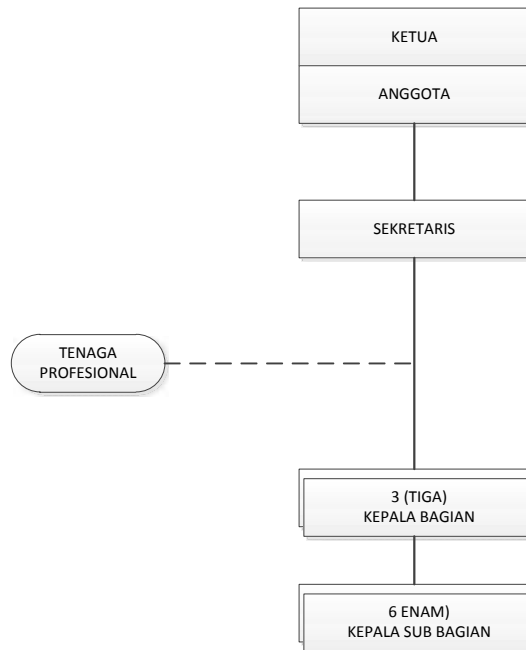 KETUA
ANGGOTA
SEKRETARIS
TENAGA
PROFESIONAL
3 (TIGA)
KEPALA BAGIAN
6 ENAM)
KEPALA SUB BAGIAN